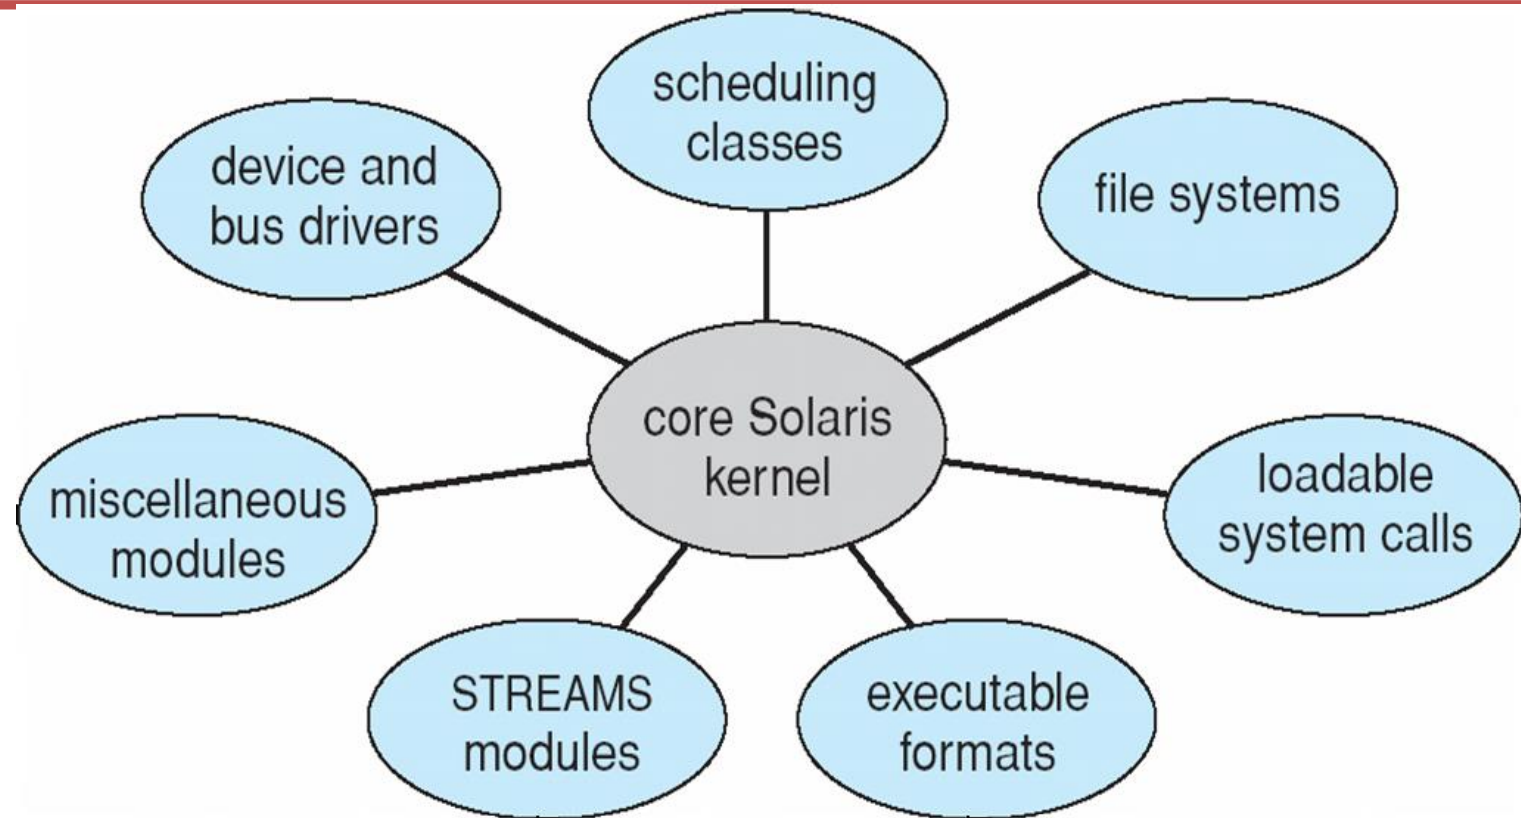 scheduling
classes
device and
bus drivers
file systems
core Solaris
kernel
miscellaneous
modules
loadable
system calls
STREAMS
modules
executable
formats